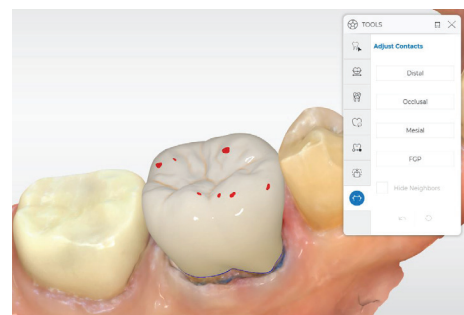 TOOLS
Adjust Contacts
Distal
Occlusal
Mesial
FGP
Hide Neighbors